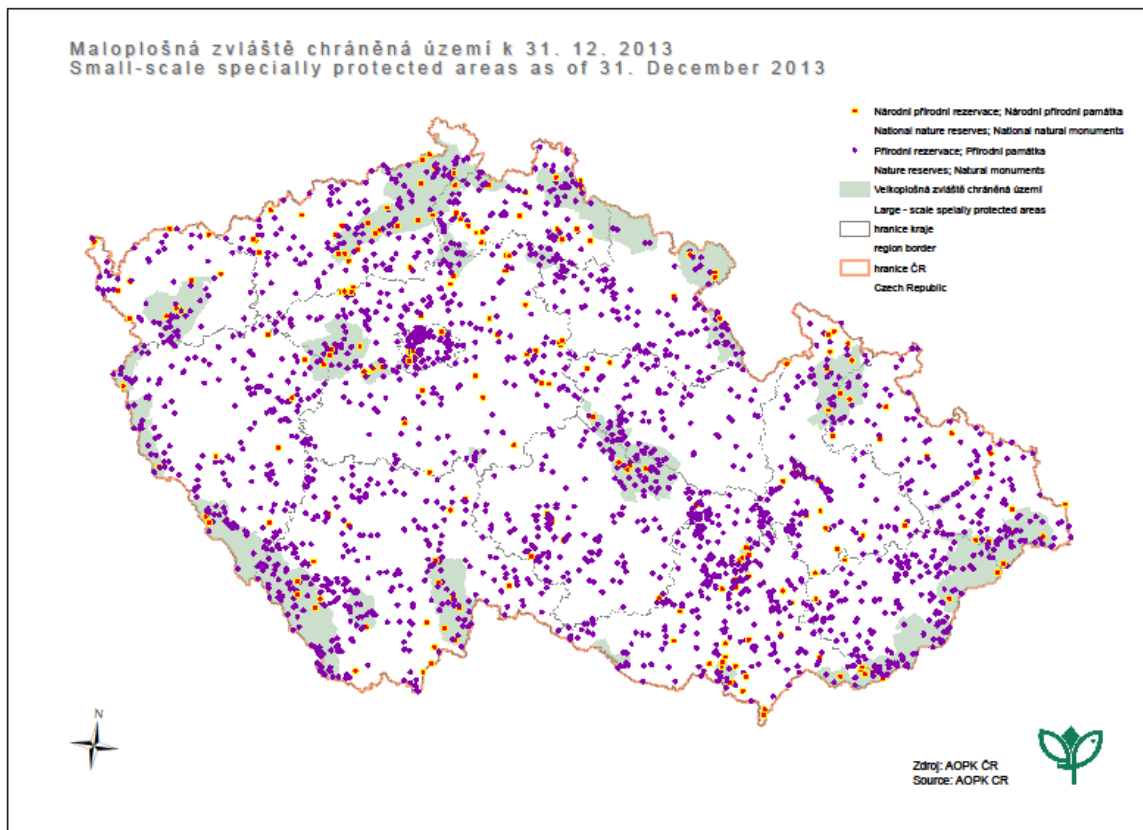 Maloplošná zvláště chráněná území k 31. 12. 2013
Small-scale specially protected areas as of 31. December 2013
Národní přírodní rezervace; Národní přírodní památka
National nature reserves; National natural monuments
Přírodní rezervace; Přírodní památka
Nature reserves; Natural monuments
Velkoplošná zvláště chráněná území
Large - scale spelally protected areas
hranice kraje
region border
hranice ČR
Czech Republic
N
Zdroj: AOPK ČR
Source: AOPK CR